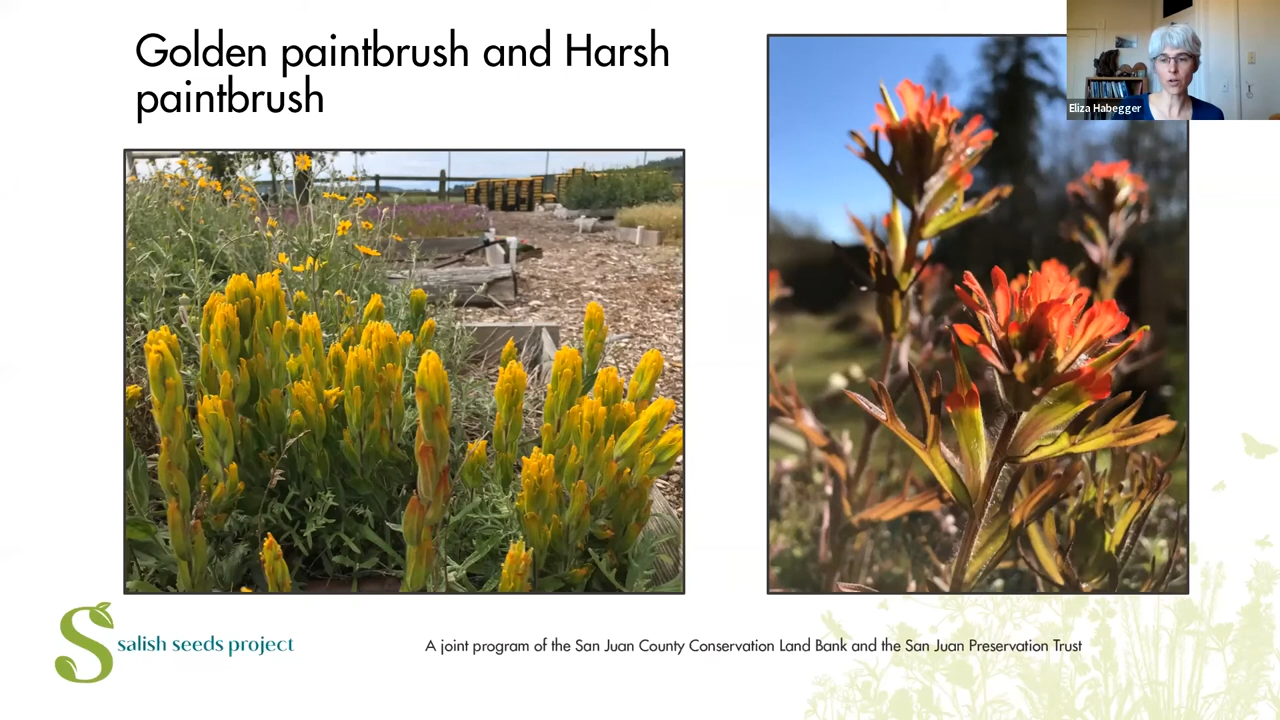 Golden paintbrush and Harsh
paintbrush
Eliza Habegger
salish seeds project
A joint program of the San Juan County Conservation Land Bank and the San Juan Preservation Trust